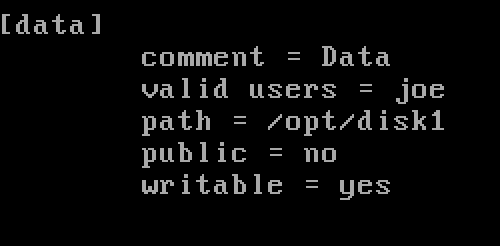 [data]
comment = Data
valid users = joe
path = /opt/disk1
public = no
writable = yes